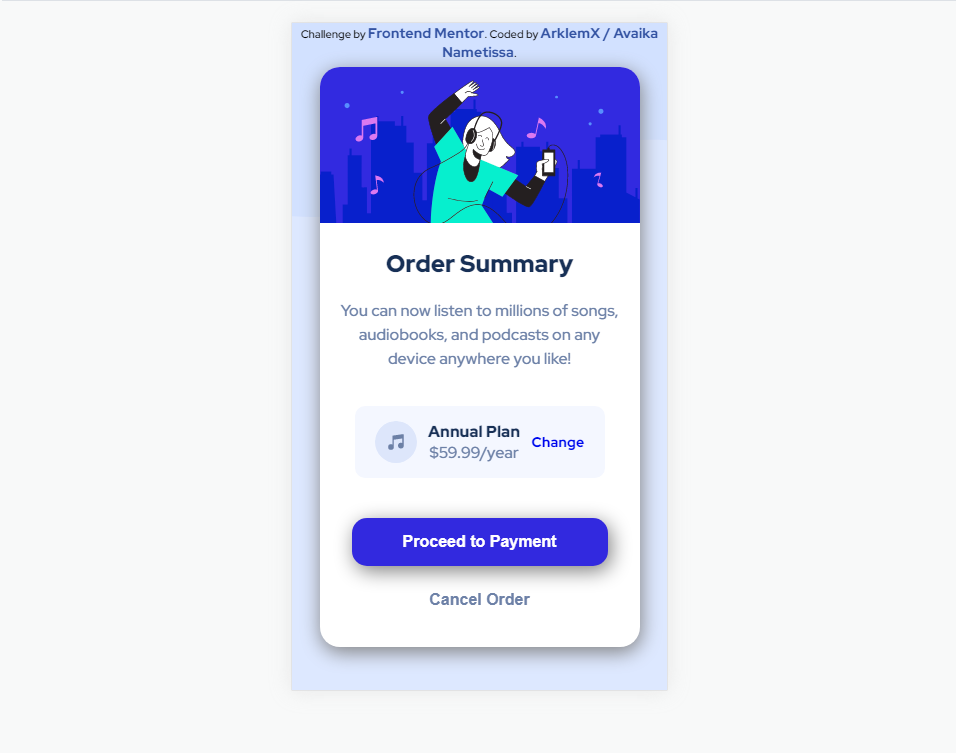 Challenge by Frontend Mentor. Coded by ArklemX / Avaika
Nametissa.
Order Summary
You can now listen to millions of songs,
audiobooks, and podcasts on any
device anywhere you like!
Annual Plan
$59.99/year
Change
Proceed to Payment
Cancel Order